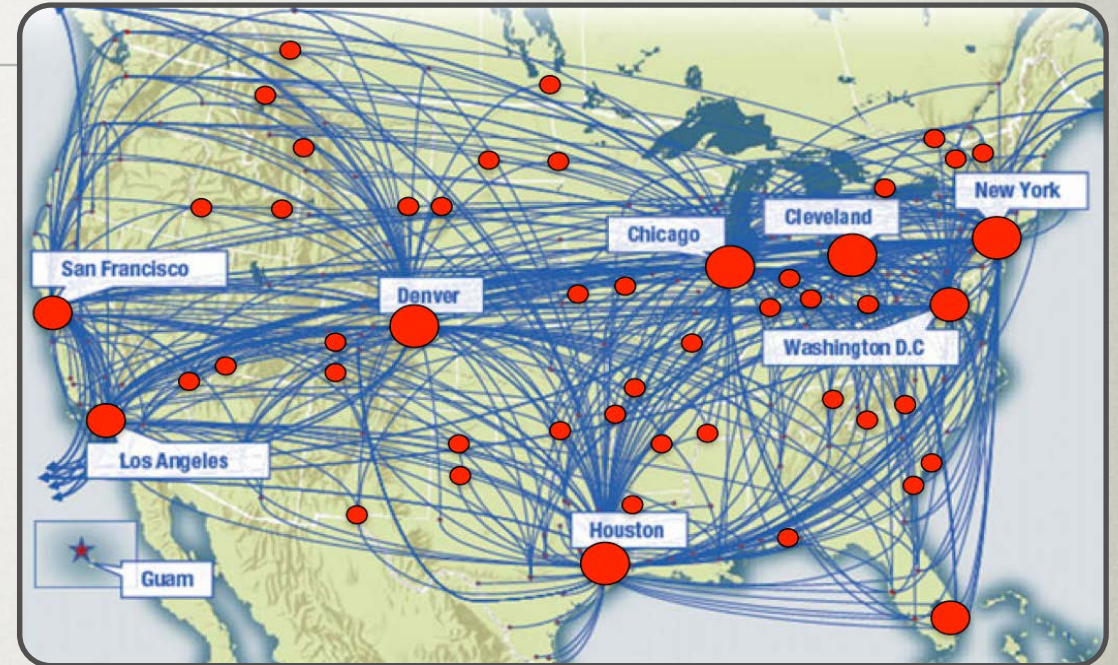 New York
Cleveland
Chicago
San Francisco
Denver
Washington D.C
Los Angeles
Houston
Guam